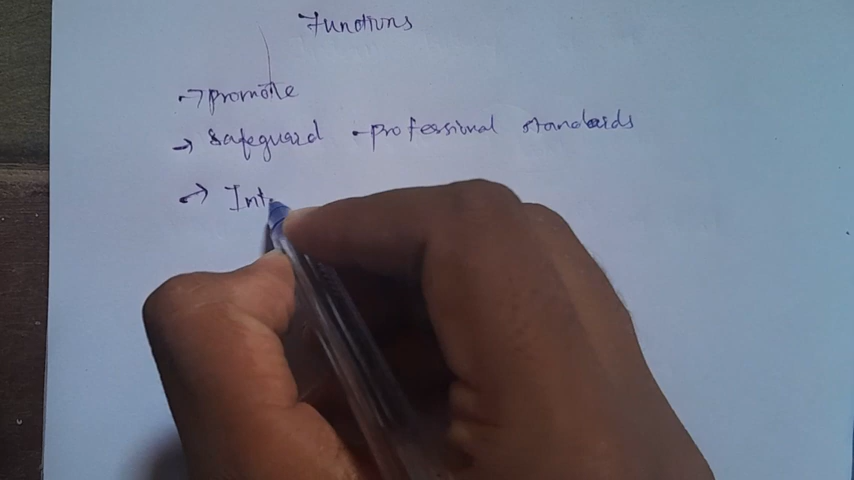 Functions
→ promote
→ safeguard - professional standards
→ Int